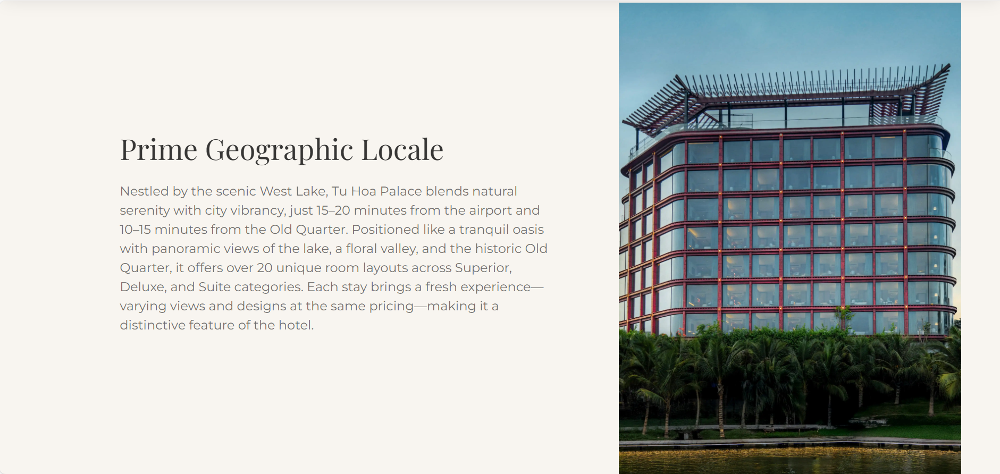 Prime Geographic Locale
Nestled by the scenic West Lake, Tu Hoa Palace blends natural
serenity with city vibrancy, just 15–20 minutes from the airport and
10–15 minutes from the Old Quarter. Positioned like a tranquil oasis
with panoramic views of the lake, a floral valley, and the historic Old
Quarter, it offers over 20 unique room layouts across Superior,
Deluxe, and Suite categories. Each stay brings a fresh experience—
varying views and designs at the same pricing—making it a
distinctive feature of the hotel.